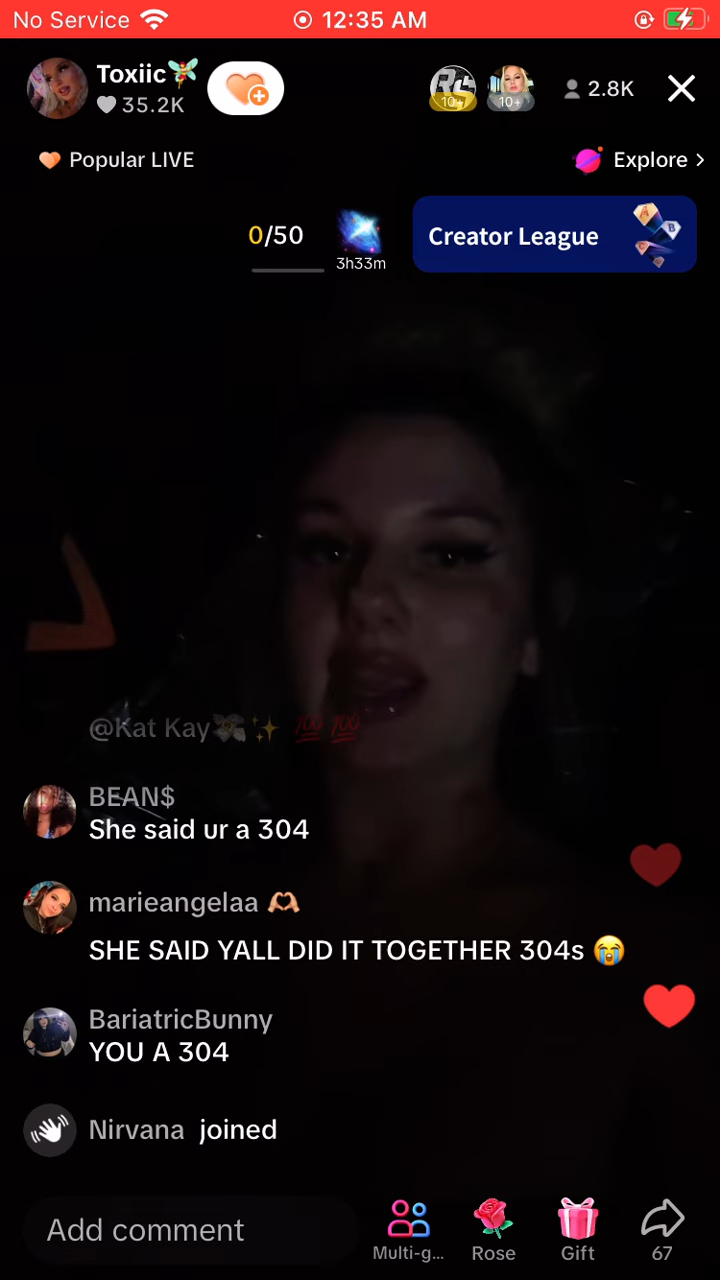 No Service 12:35 AM
Toxiic🧚
35.2K
10+ 10+ 2.8K
Popular LIVE Explore >
0/50 3h33m Creator League
@Kat Kay💸✨ 💯💯
BEAN$
She said ur a 304
marieangelaa 🫶🏼
SHE SAID YALL DID IT TOGETHER 304s 😭
BariatricBunny
YOU A 304
Nirvana joined
Add comment
Multi-g... Rose Gift 67